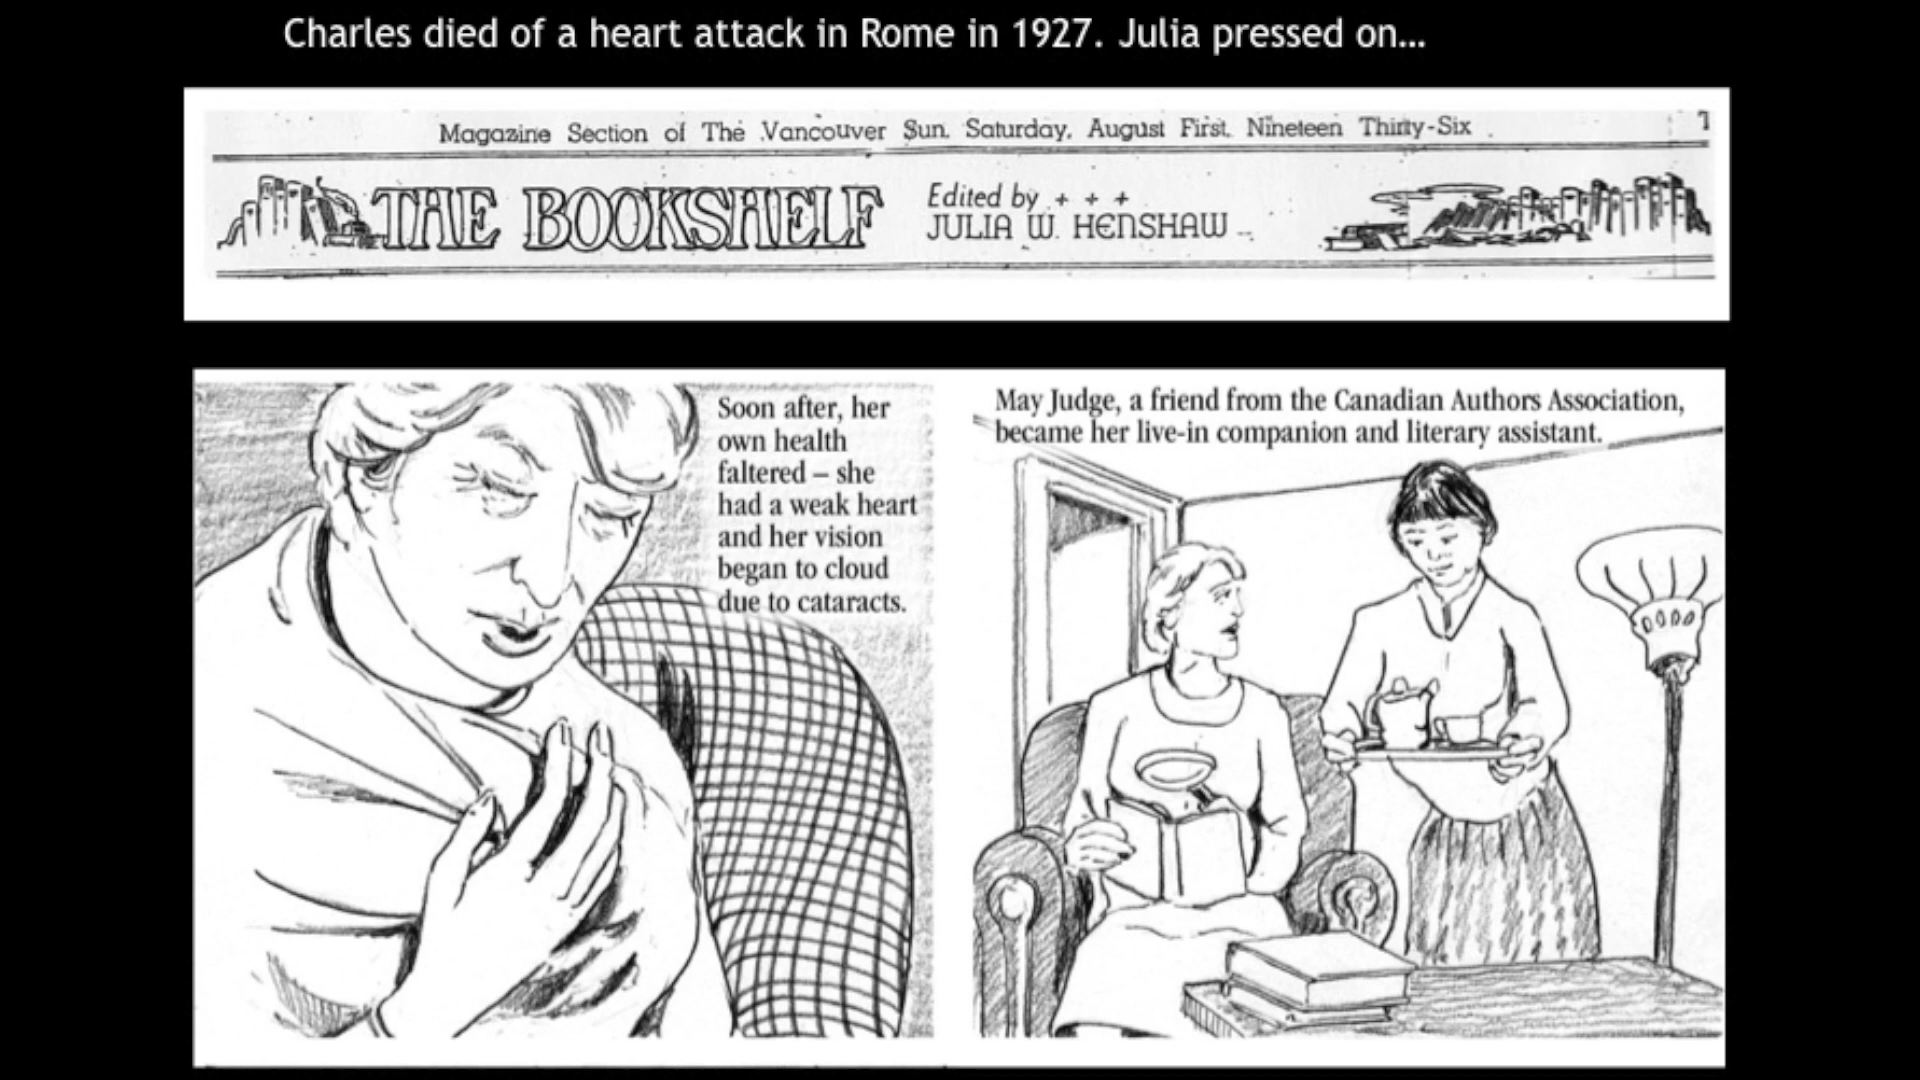 Charles died of a heart attack in Rome in 1927. Julia pressed on...
Magazine Section of The Vancouver Sun. Saturday, August First, Nineteen Thirty-Six
THE BOOKSHELF
Edited by + + +
JULIA W. HENSHAW
Soon after, her
own health
faltered – she
had a weak heart
and her vision
began to cloud
due to cataracts.
May Judge, a friend from the Canadian Authors Association,
became her live-in companion and literary assistant.